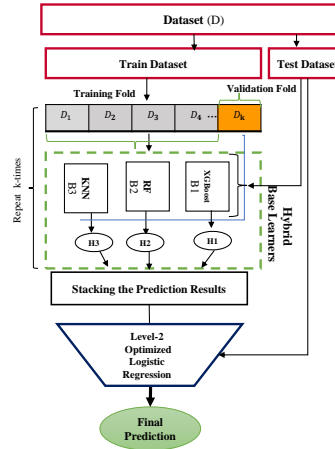 Dataset (D)
Train Dataset
Test Dataset
Training Fold
Validation Fold
D1 D2 D3 D4 ... Dk
Repeat k-times
KNN
B3
RF
B2
XGBoost
B1
Hybrid
Base Learners
H3
H2
H1
Stacking the Prediction Results
Level-2
Optimized
Logistic
Regression
Final
Prediction